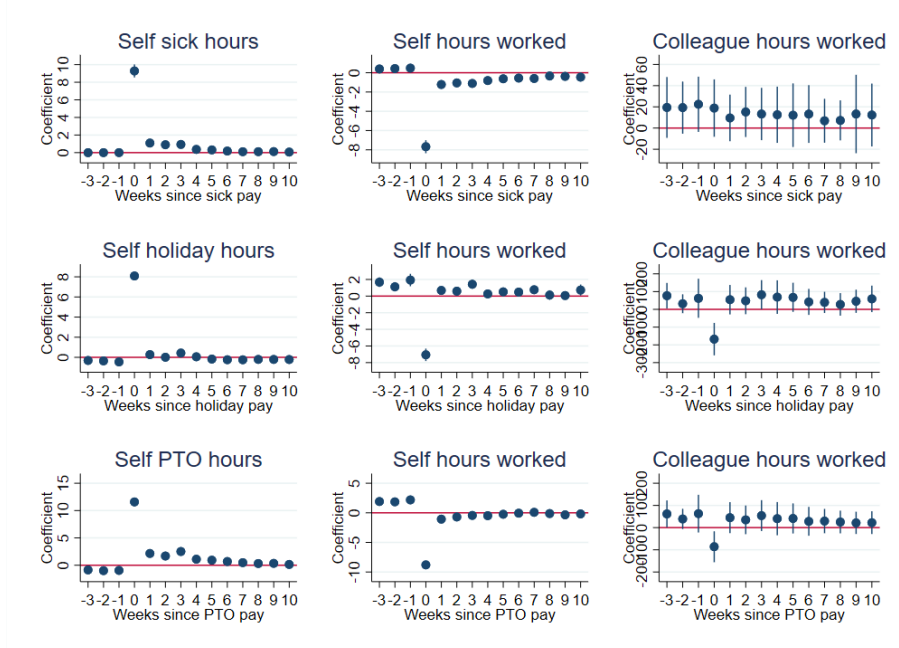 Self sick hours
Coefficient
0 2 4 6 8 10
-3 -2 -1 0 1 2 3 4 5 6 7 8 9 10
Weeks since sick pay
Self hours worked
Coefficient
-8 -6 -4 -2 0
-3 -2 -1 0 1 2 3 4 5 6 7 8 9 10
Weeks since sick pay
Colleague hours worked
Coefficient
-20 0 20 40 60
-3 -2 -1 0 1 2 3 4 5 6 7 8 9 10
Weeks since sick pay
Self holiday hours
Coefficient
0 2 4 6 8
-3 -2 -1 0 1 2 3 4 5 6 7 8 9 10
Weeks since holiday pay
Self hours worked
Coefficient
-8 -6 -4 -2 0 2
-3 -2 -1 0 1 2 3 4 5 6 7 8 9 10
Weeks since holiday pay
Colleague hours worked
Coefficient
-300 -200 -100 0 100 200
-3 -2 -1 0 1 2 3 4 5 6 7 8 9 10
Weeks since holiday pay
Self PTO hours
Coefficient
0 5 10 15
-3 -2 -1 0 1 2 3 4 5 6 7 8 9 10
Weeks since PTO pay
Self hours worked
Coefficient
-10 -5 0 5
-3 -2 -1 0 1 2 3 4 5 6 7 8 9 10
Weeks since PTO pay
Colleague hours worked
Coefficient
-200 -100 0 100 200
-3 -2 -1 0 1 2 3 4 5 6 7 8 9 10
Weeks since PTO pay